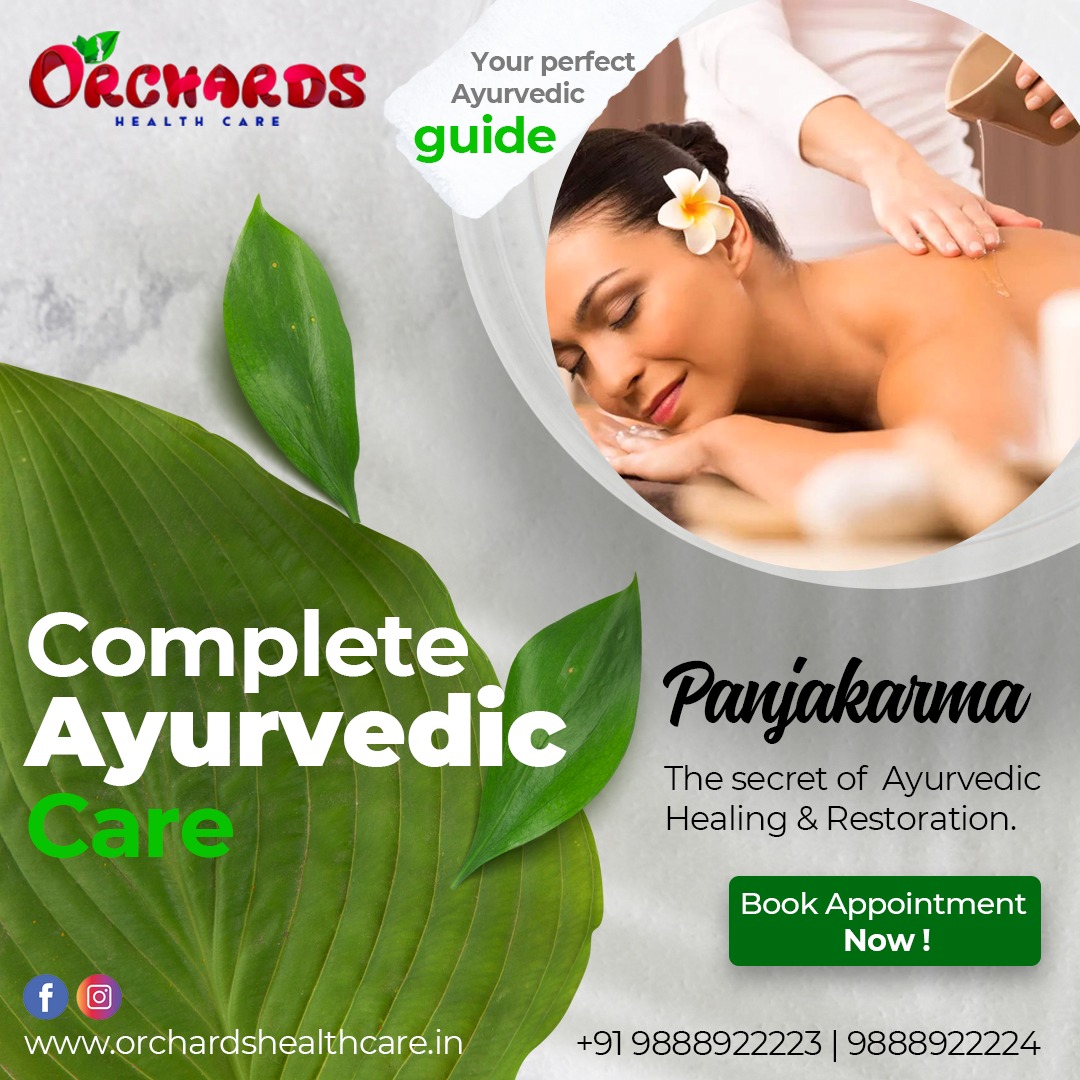 ORCHARDS
HEALTH CARE
Your perfect
Ayurvedic
guide
Complete
Ayurvedic
Care
Panjakarma
The secret of Ayurvedic
Healing & Restoration.
Book Appointment
Now !
www.orchardshealthcare.in
+91 9888922223 | 9888922224